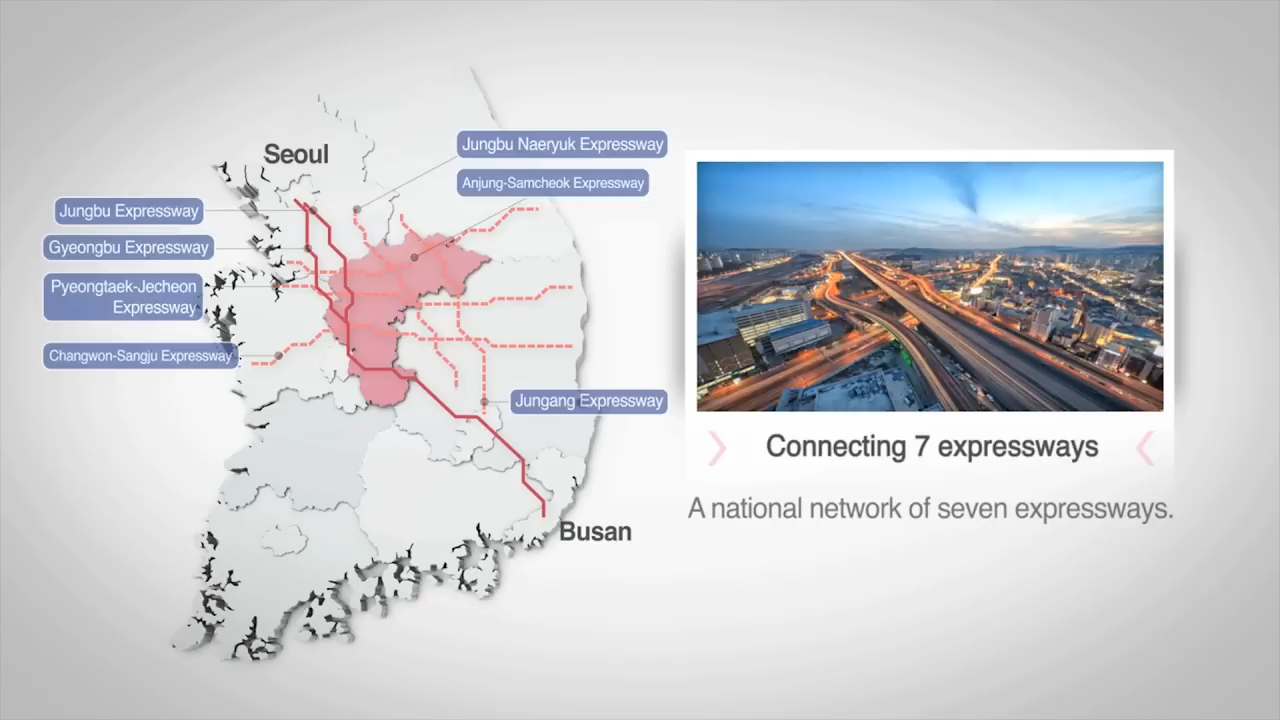 Seoul
Jungbu Naeryuk Expressway
Anjung-Samcheok Expressway
Jungbu Expressway
Gyeongbu Expressway
Pyeongtaek-Jecheon
Expressway
Changwon-Sangju Expressway
Jungang Expressway
Busan
Connecting 7 expressways
A national network of seven expressways.